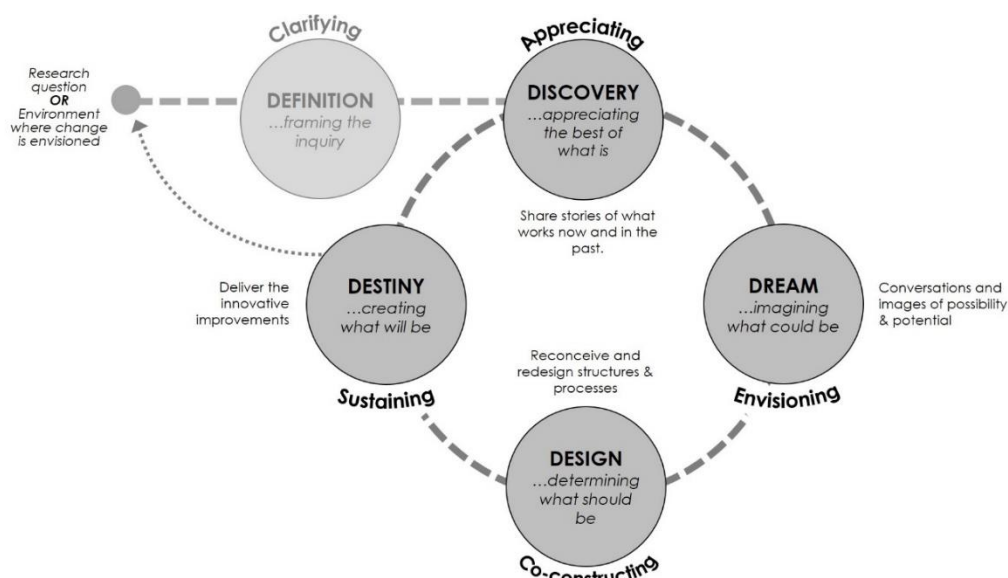 Clarifying
Research
question
OR
Environment
where change
is envisioned
DEFINITION
...framing the
inquiry
Appreciating
DISCOVERY
...appreciating
the best of
what is
Share stories of what
works now and in the
past.
DREAM
...imagining
what could be
Envisioning
Conversations and
images of possibility
& potential
Reconceive and
redesign structures &
processes
DESIGN
...determining
what should
be
Co-constructing
Deliver the
innovative
improvements
DESTINY
...creating
what will be
Sustaining